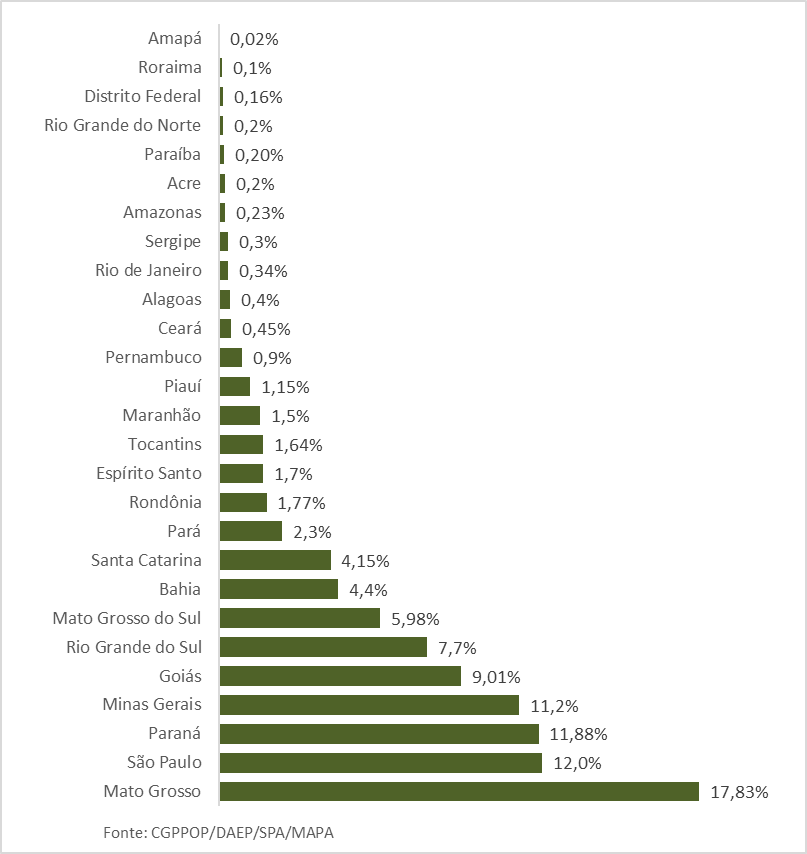 Amapá 0,02%
Roraima 0,1%
Distrito Federal 0,16%
Rio Grande do Norte 0,2%
Paraíba 0,20%
Acre 0,2%
Amazonas 0,23%
Sergipe 0,3%
Rio de Janeiro 0,34%
Alagoas 0,4%
Ceará 0,45%
Pernambuco 0,9%
Piauí 1,15%
Maranhão 1,5%
Tocantins 1,64%
Espírito Santo 1,7%
Rondônia 1,77%
Pará 2,3%
Santa Catarina 4,15%
Bahia 4,4%
Mato Grosso do Sul 5,98%
Rio Grande do Sul 7,7%
Goiás 9,01%
Minas Gerais 11,2%
Paraná 11,88%
São Paulo 12,0%
Mato Grosso 17,83%
Fonte: CGPPOP/DAEP/SPA/MAPA